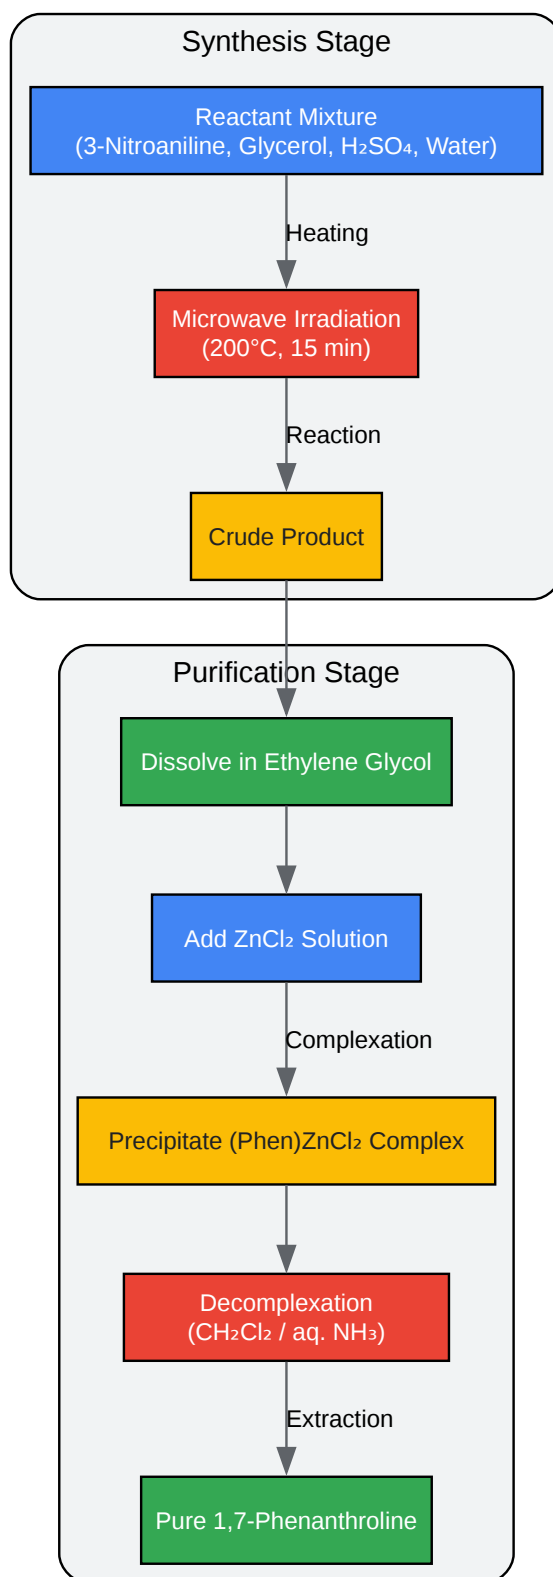 Synthesis Stage
Reactant Mixture
(3-Nitroaniline, Glycerol, H₂SO₄, Water)
Heating
Microwave Irradiation
(200°C, 15 min)
Reaction
Crude Product
Purification Stage
Dissolve in Ethylene Glycol
Add ZnCl₂ Solution
Complexation
Precipitate (Phen)ZnCl₂ Complex
Decomplexation
(CH₂Cl₂ / aq. NH₃)
Extraction
Pure 1,7-Phenanthroline